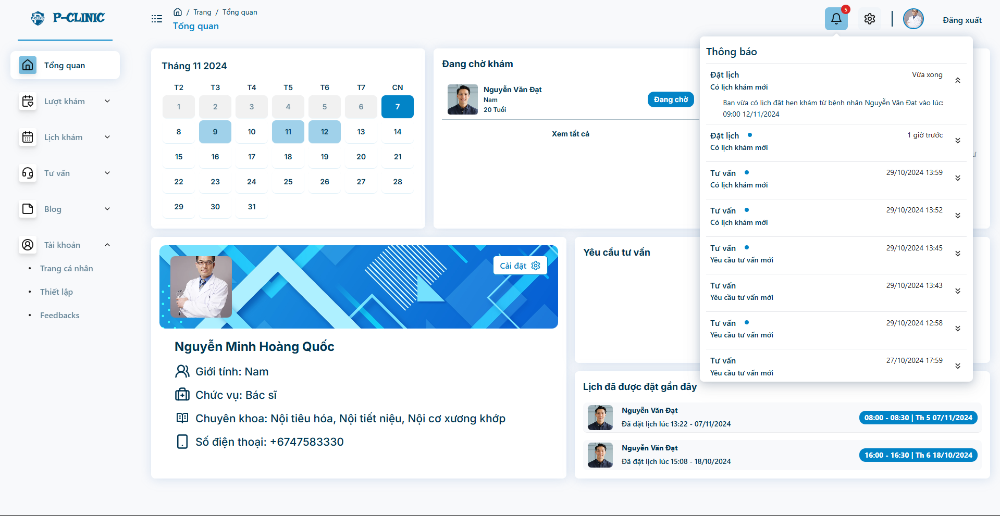 P-CLINIC
/ Trang / Tổng quan
Tổng quan
5
Đăng xuất
Tổng quan
Lượt khám
Lịch khám
Tư vấn
Blog
Tài khoản
Trang cá nhân
Thiết lập
Feedbacks
Tháng 11 2024
T2 T3 T4 T5 T6 T7 CN
1 2 3 4 5 6 7
8 9 10 11 12 13 14
15 16 17 18 19 20 21
22 23 24 25 26 27 28
29 30 31
Đang chờ khám
Nguyễn Văn Đạt
Nam
20 Tuổi
Đang chờ
Xem tất cả
Thông báo
Đặt lịch Vừa xong
Có lịch khám mới
Bạn vừa có lịch đặt hẹn khám từ bệnh nhân Nguyễn Văn Đạt vào lúc:
09:00 12/11/2024
Đặt lịch 1 giờ trước
Có lịch khám mới
Tư vấn 29/10/2024 13:59
Có lịch khám mới
Tư vấn 29/10/2024 13:52
Có lịch khám mới
Tư vấn 29/10/2024 13:45
Yêu cầu tư vấn mới
Tư vấn 29/10/2024 13:43
Yêu cầu tư vấn mới
Tư vấn 29/10/2024 12:58
Yêu cầu tư vấn mới
Tư vấn 27/10/2024 17:59
Yêu cầu tư vấn mới
Cài đặt
Nguyễn Minh Hoàng Quốc
Giới tính: Nam
Chức vụ: Bác sĩ
Chuyên khoa: Nội tiêu hóa, Nội tiết niệu, Nội cơ xương khớp
Số điện thoại: +6747583330
Yêu cầu tư vấn
Lịch đã được đặt gần đây
Nguyễn Văn Đạt
Đã đặt lịch lúc 13:22 - 07/11/2024
08:00 - 08:30 | Th 5 07/11/2024
Nguyễn Văn Đạt
Đã đặt lịch lúc 15:08 - 18/10/2024
16:00 - 16:30 | Th 6 18/10/2024